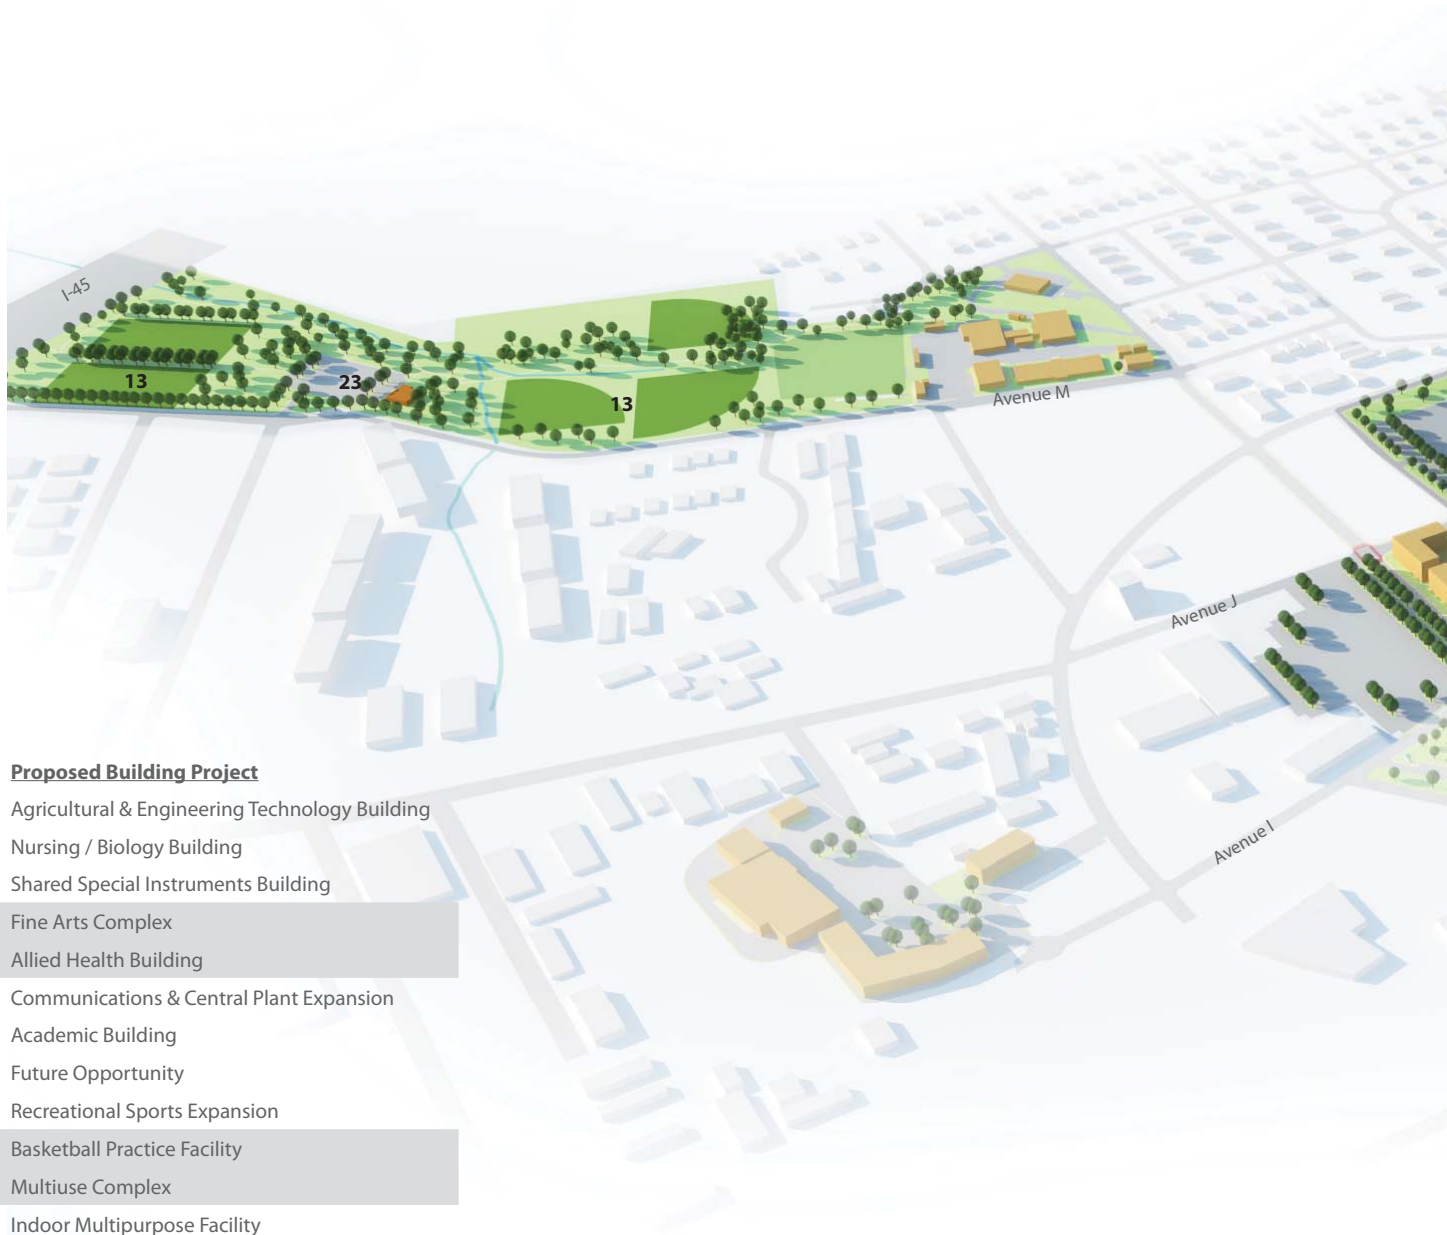 I-45
13
23
13
Avenue M
Avenue J
Avenue I
Proposed Building Project
Agricultural & Engineering Technology Building
Nursing / Biology Building
Shared Special Instruments Building
Fine Arts Complex
Allied Health Building
Communications & Central Plant Expansion
Academic Building
Future Opportunity
Recreational Sports Expansion
Basketball Practice Facility
Multiuse Complex
Indoor Multipurpose Facility